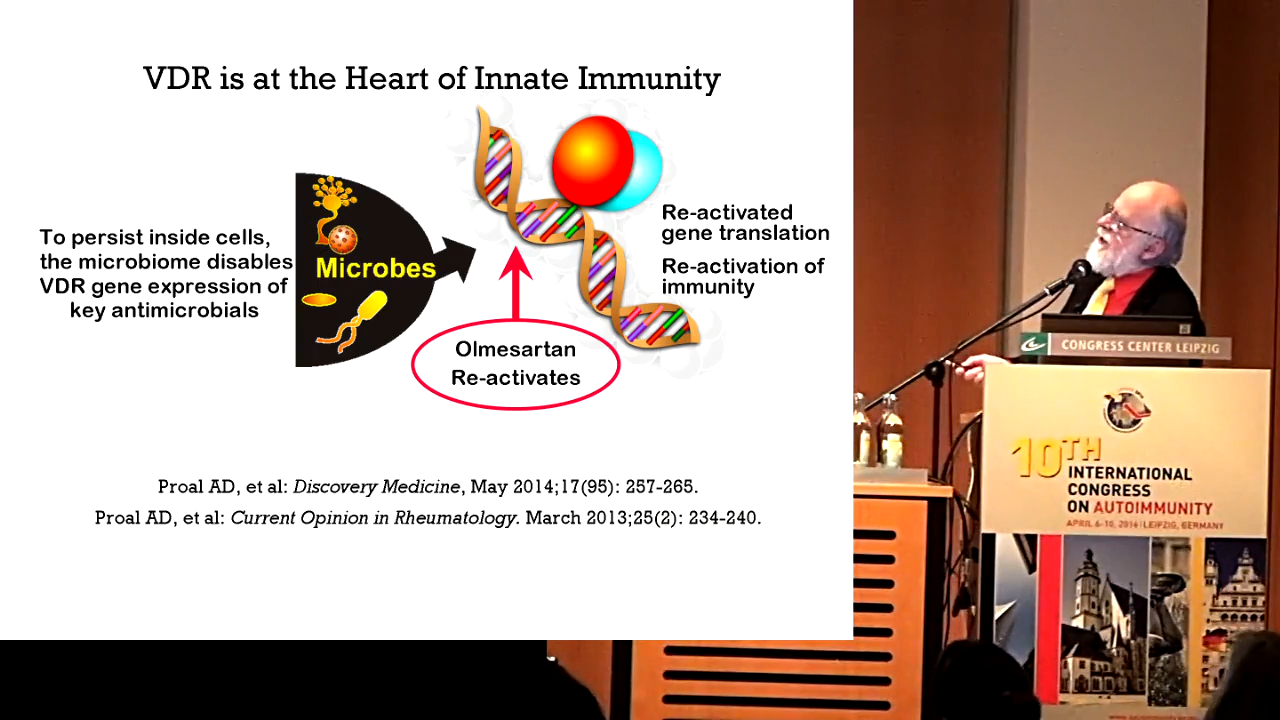 VDR is at the Heart of Innate Immunity
To persist inside cells,
the microbiome disables
VDR gene expression of
key antimicrobials
Microbes
Re-activated
gene translation
Re-activation of
immunity
Olmesartan
Re-activates
Proal AD, et al: Discovery Medicine, May 2014;17(95): 257-265.
Proal AD, et al: Current Opinion in Rheumatology. March 2013;25(2): 234-240.
CONGRESS CENTER LEIPZIG
10TH
INTERNATIONAL
CONGRESS
ON AUTOIMMUNITY
APRIL 6-10, 2016 | LEIPZIG, GERMANY